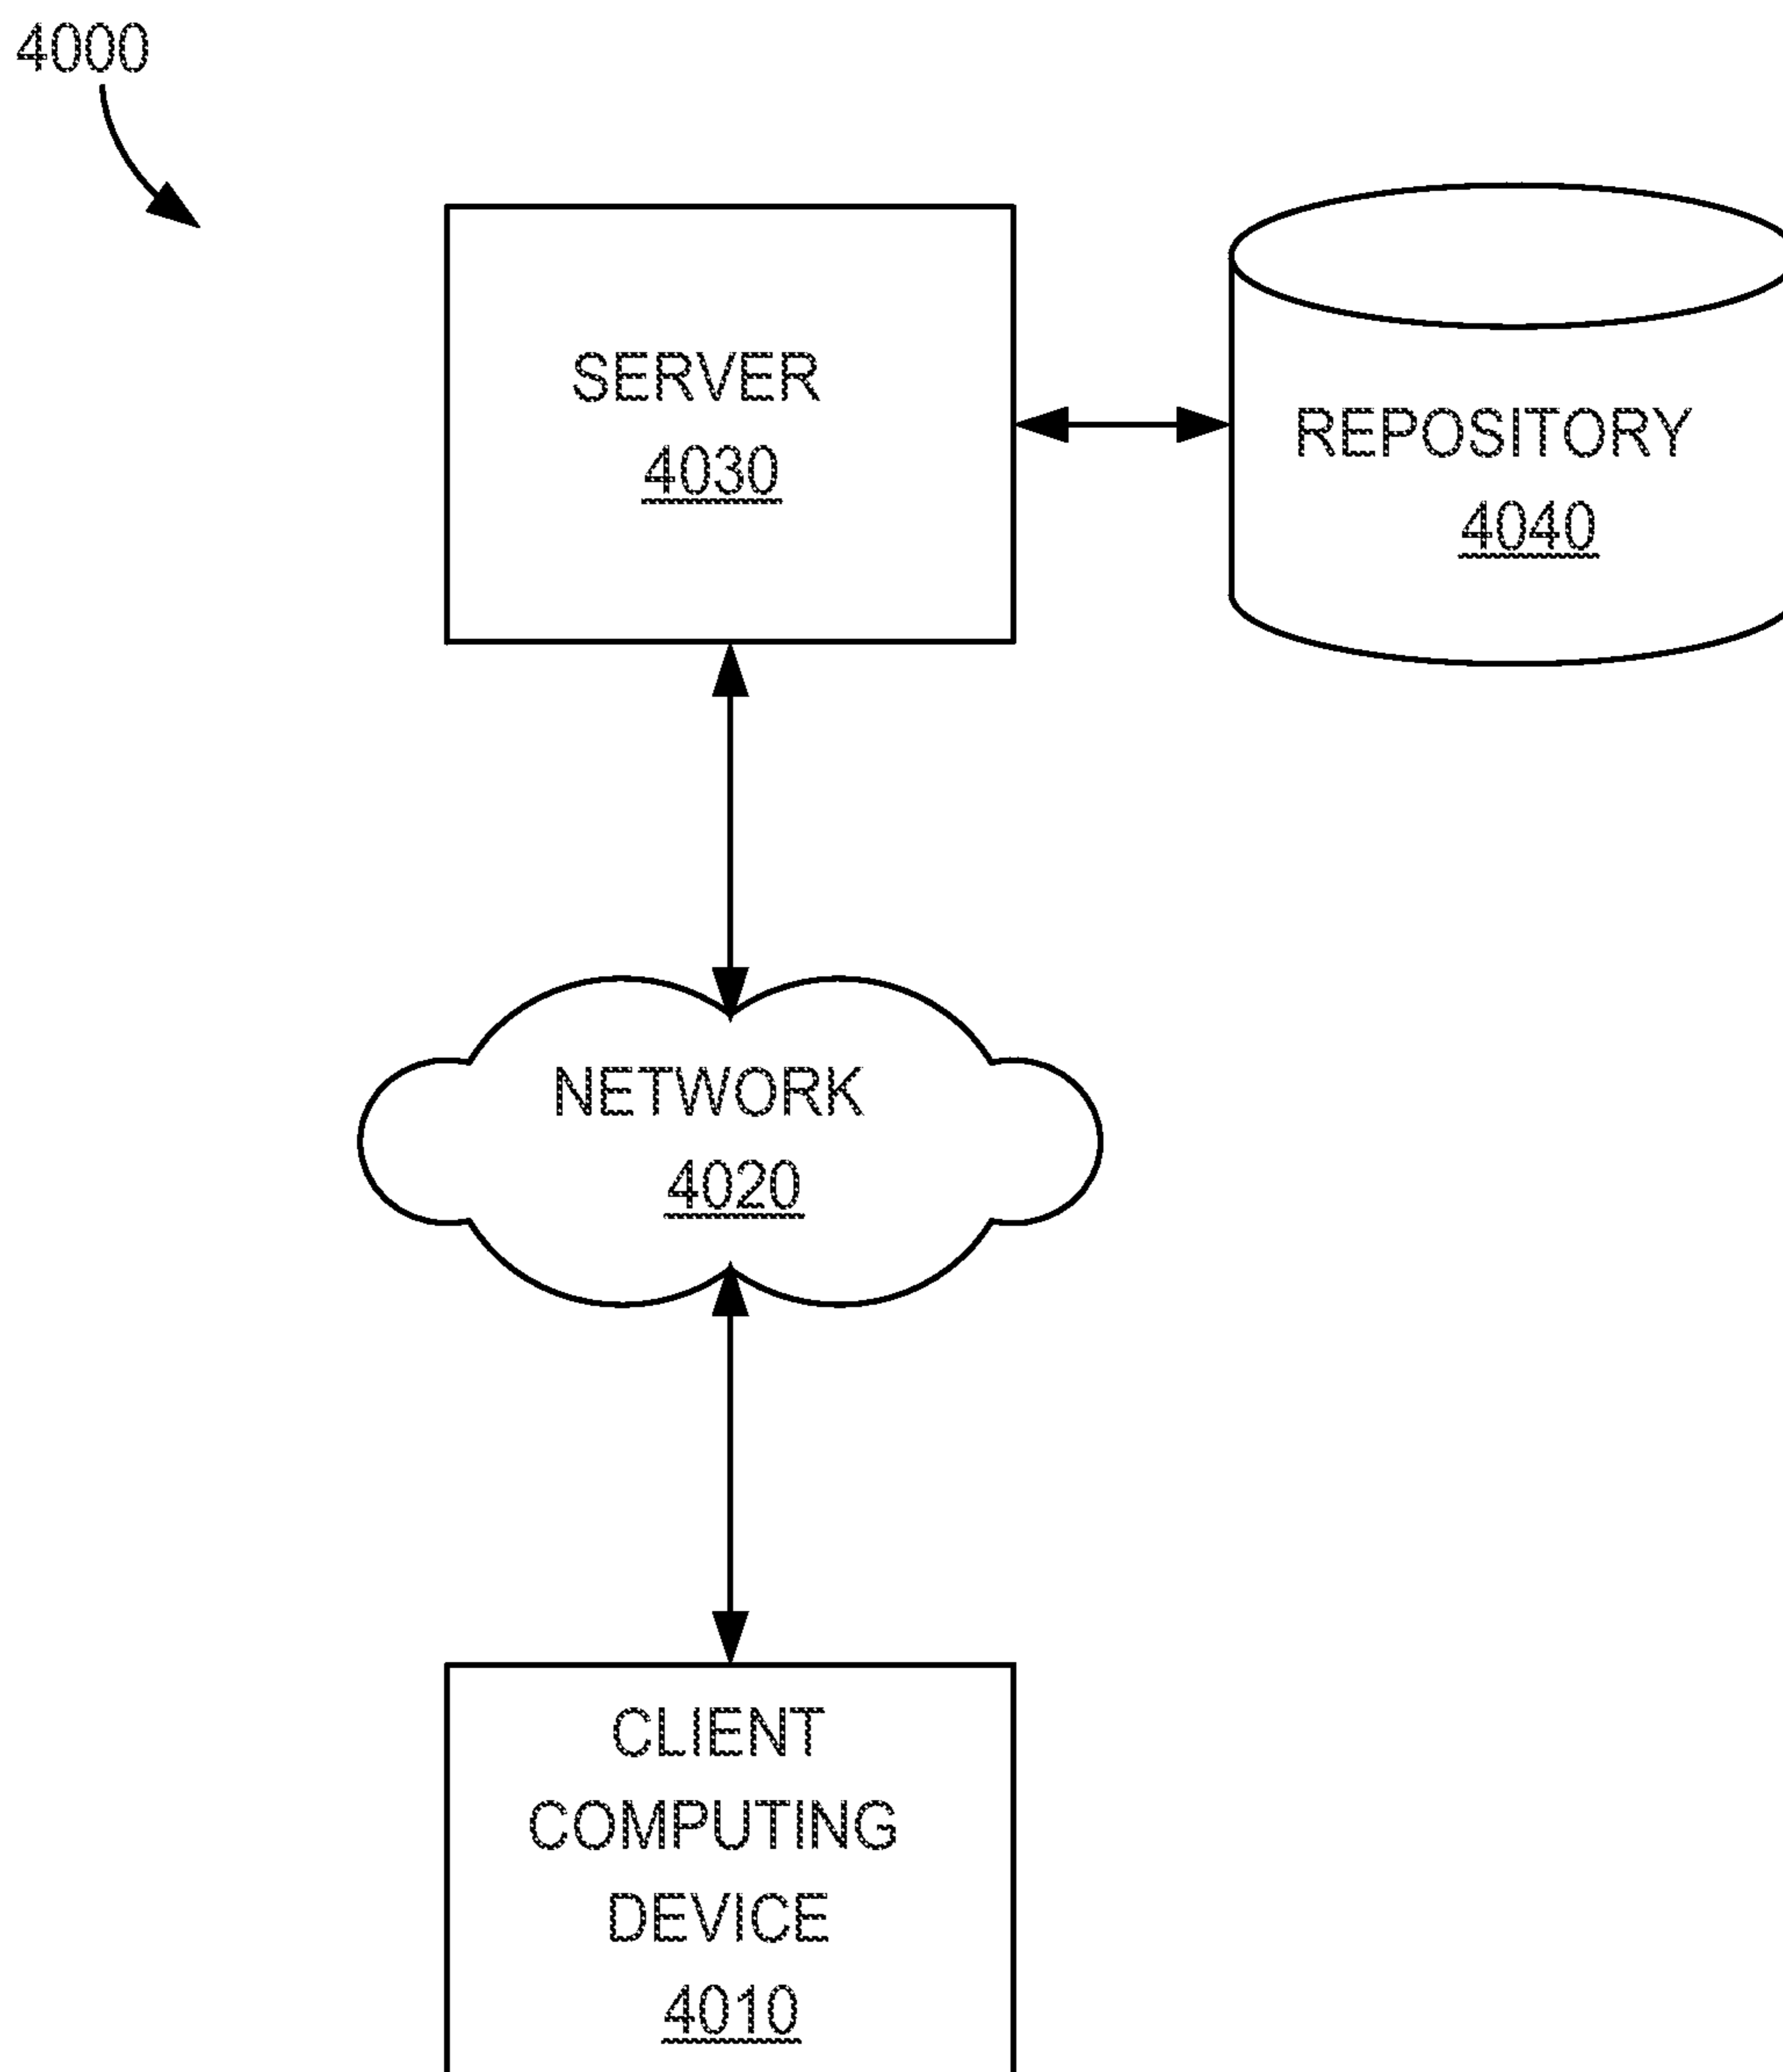 4000
SERVER
4030
REPOSITORY
4040
NETWORK
4020
CLIENT
COMPUTING
DEVICE
4010